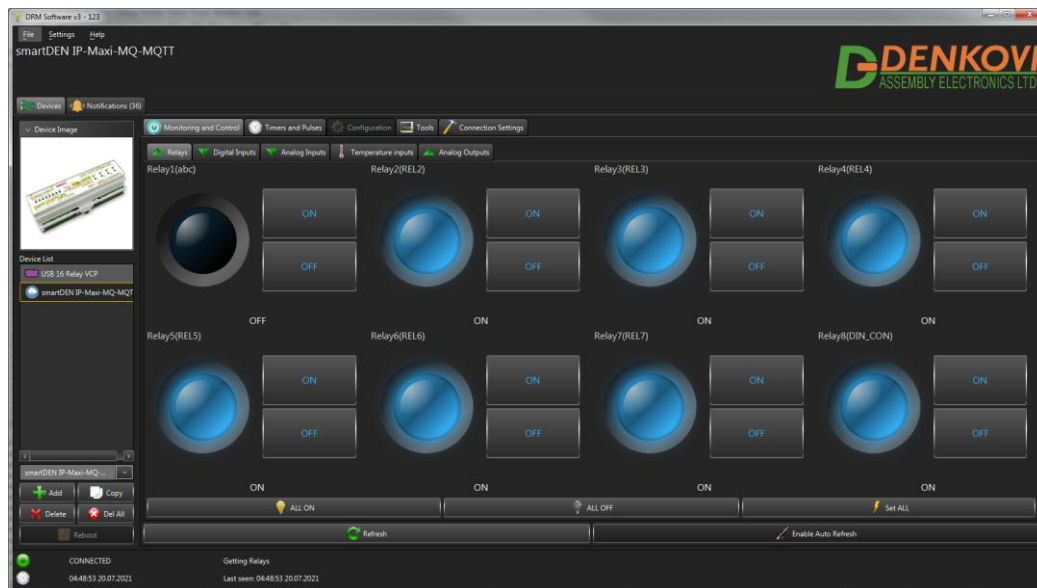 DRM Software v3 - 123
File Settings Help
smartDEN IP-Maxi-MQ-MQTT
DENKOVI
ASSEMBLY ELECTRONICS LTD
Devices Notifications (36)
Device Image
Monitoring and Control Timers and Pulses Configuration Tools Connection Settings
Relays Digital Inputs Analog Inputs Temperature inputs Analog Outputs
Relay1(abc) Relay2(REL2) Relay3(REL3) Relay4(REL4)
ON ON ON ON
OFF OFF OFF OFF
OFF ON ON ON
Device List
USB 16 Relay VCP
smartDEN IP-Maxi-MQ-MQT
Relay5(REL5) Relay6(REL6) Relay7(REL7) Relay8(DIN_CON)
ON ON ON ON
OFF OFF OFF OFF
ON ON ON ON
smartDEN IP-Maxi-MQ-...
Add Copy
Delete Del All
Reboot
ALL ON ALL OFF Set ALL
Refresh Enable Auto Refresh
CONNECTED Getting Relays
04:48:53 20.07.2021 Last seen: 04:48:53 20.07.2021